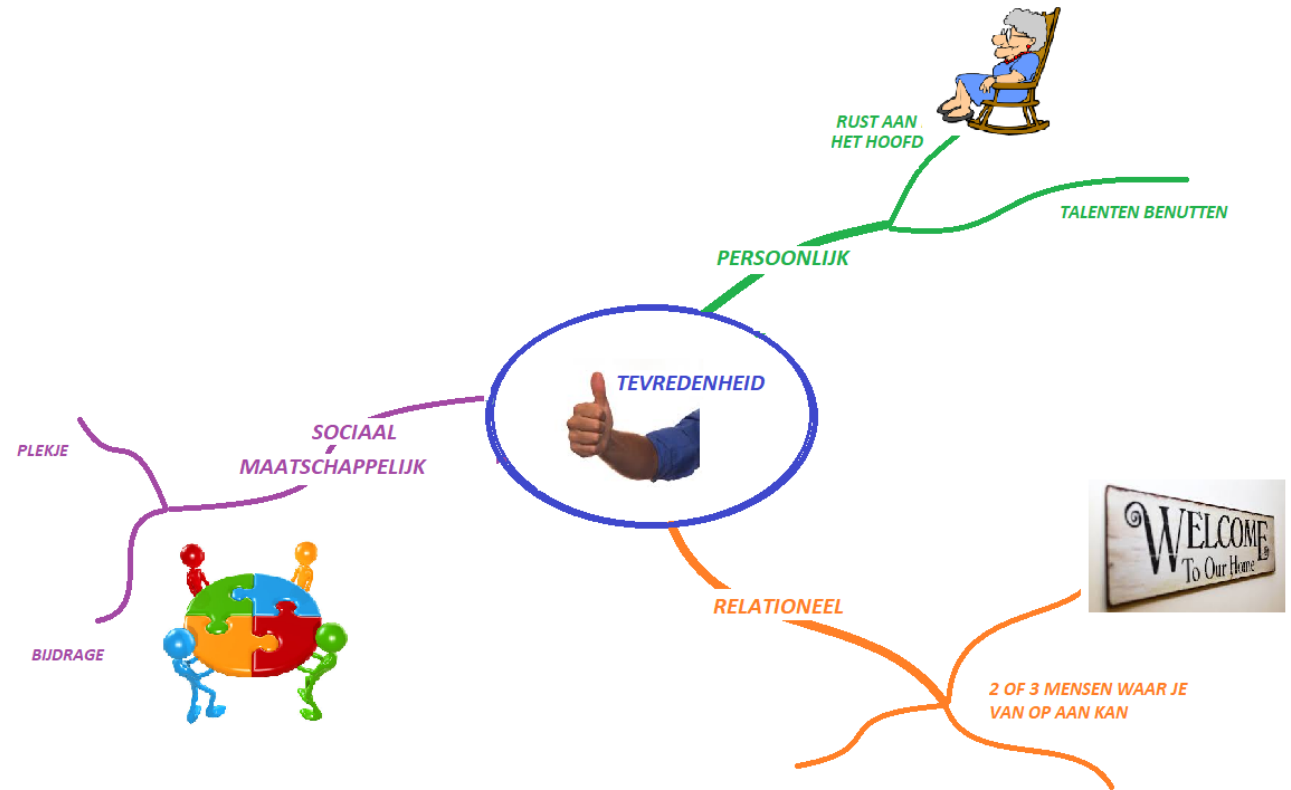 RUST AAN
HET HOOFD
TALENTEN BENUTTEN
PERSOONLIJK
TEVREDENHEID
SOCIAAL
MAATSCHAPPELIJK
PLEKJE
BIJDRAGE
WELCOME
To Our Home
RELATIONEEL
2 OF 3 MENSEN WAAR JE
VAN OP AAN KAN